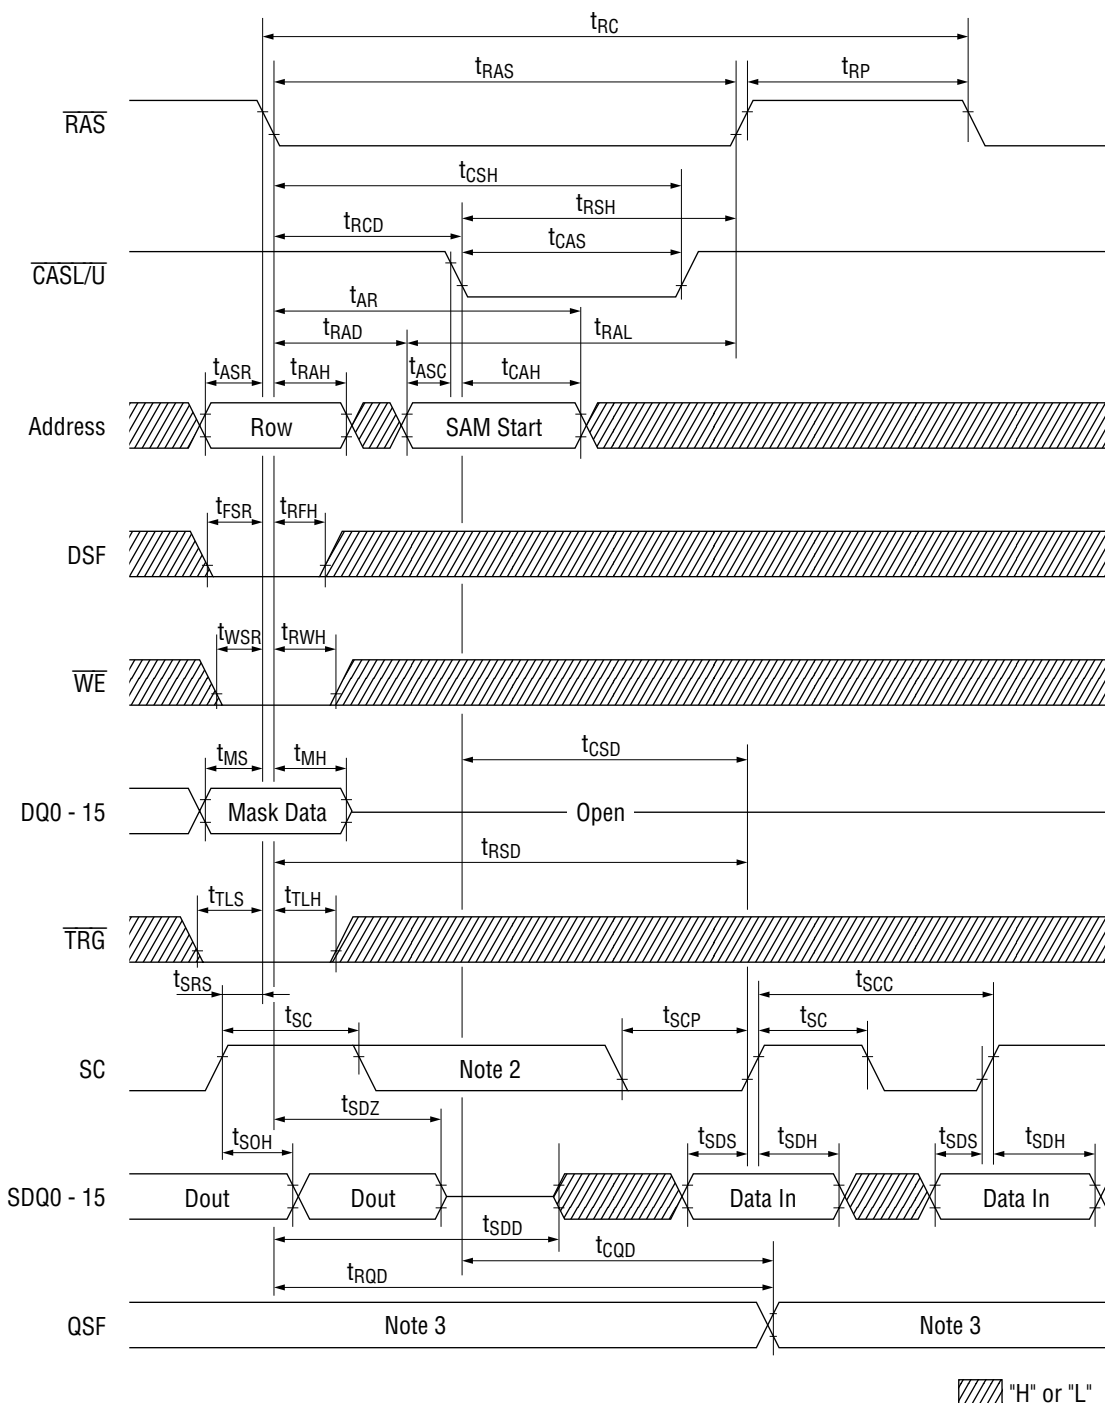 tRC
tRAS
tRP
RAS
tCSH
tRSH
tRCD
tCAS
CASL/U
tAR
tRAD
tRAL
tASR
tRAH
tASC
tCAH
Address
Row
SAM Start
tFSR
tRFH
DSF
tWSR
tRWH
WE
tMS
tMH
tCSD
DQ0 - 15
Mask Data
Open
tRSD
tTLS
tTLH
TRG
tSRS
tSCC
tSC
tSCP
tSC
SC
Note 2
tSDZ
tSOH
tSDS
tSDH
tSDS
tSDH
SDQ0 - 15
Dout
Dout
Data In
Data In
tSDD
tCQD
tRQD
QSF
Note 3
Note 3
"H" or "L"